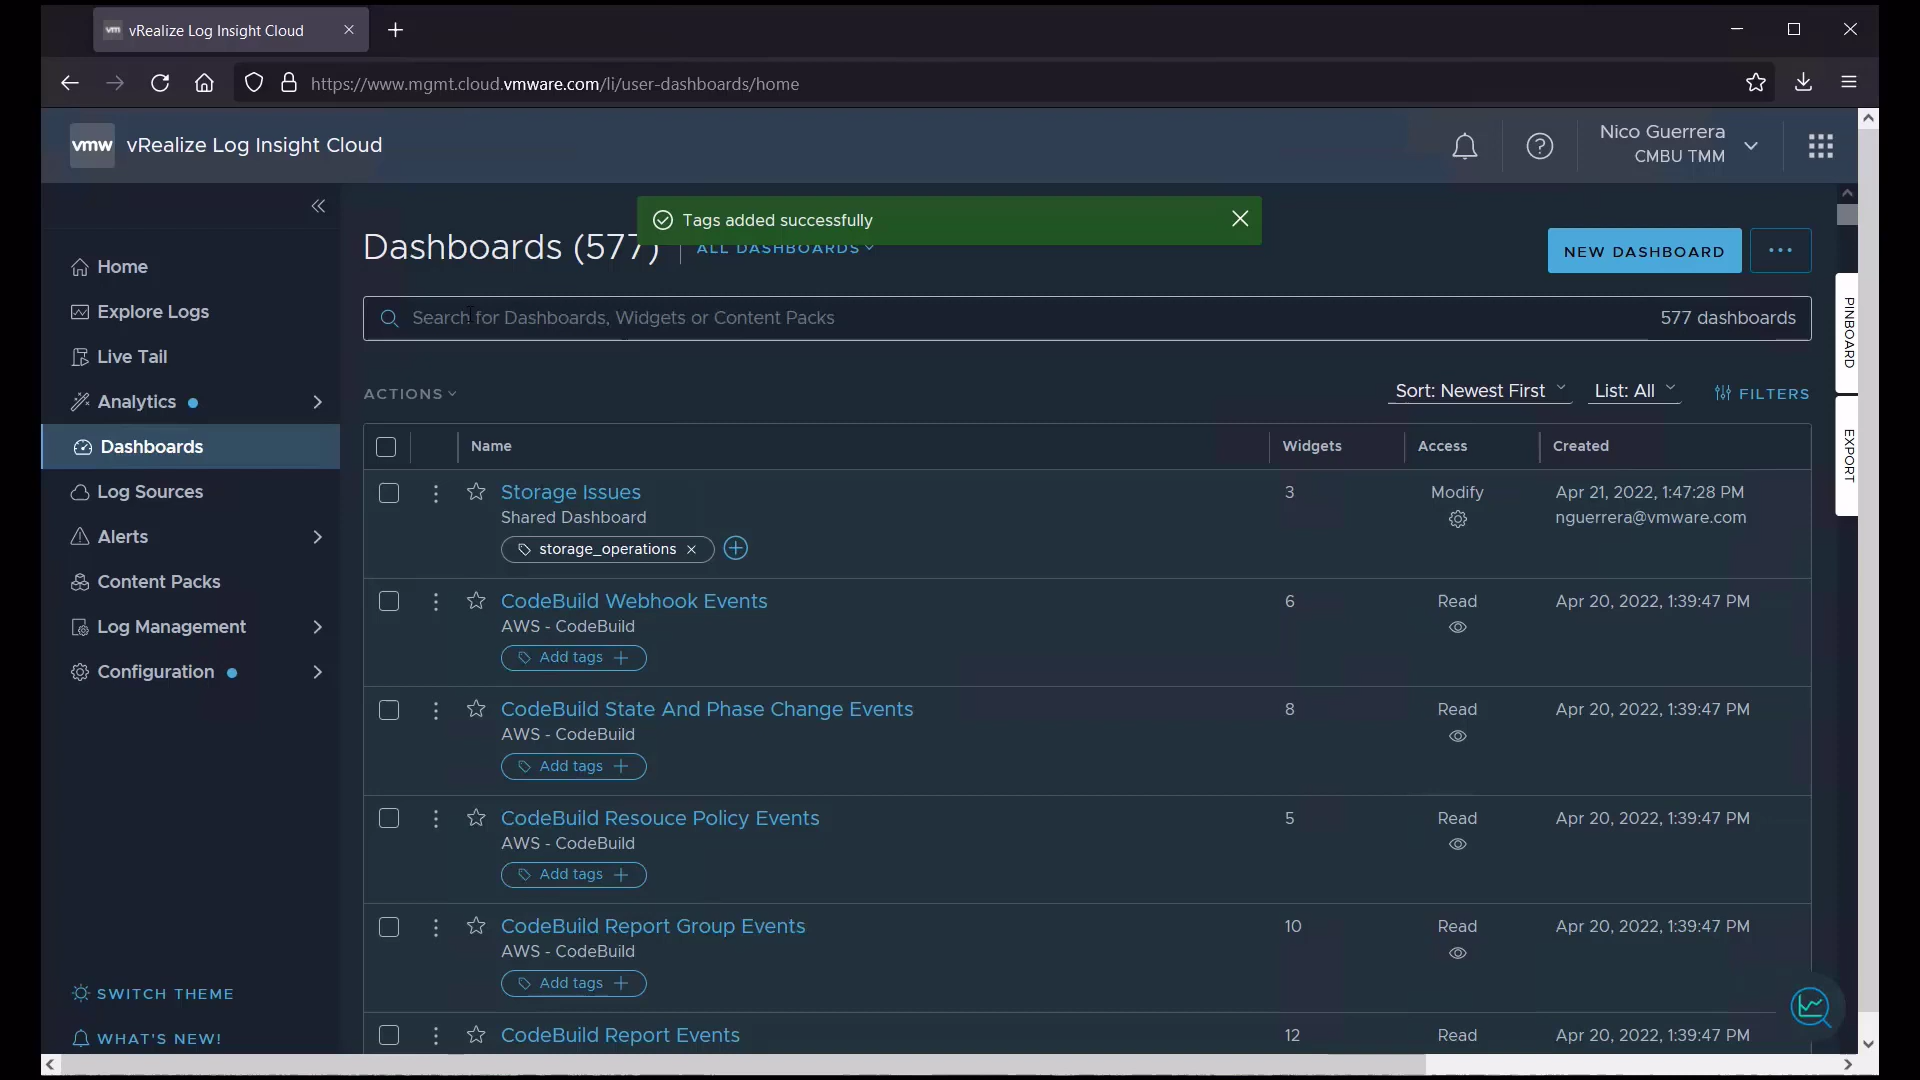 vm vRealize Log Insight Cloud
https://www.mgmt.cloud.vmware.com/li/user-dashboards/home
vmw vRealize Log Insight Cloud
Nico Guerrera
CMBU TMM
Tags added successfully
Dashboards (577)
ALL DASHBOARDS
NEW DASHBOARD
Search for Dashboards, Widgets or Content Packs
577 dashboards
Home
Explore Logs
Live Tail
Analytics
Dashboards
Log Sources
Alerts
Content Packs
Log Management
Configuration
SWITCH THEME
WHAT'S NEW!
PINBOARD
EXPORT
ACTIONS
Sort: Newest First
List: All
FILTERS
Name Widgets Access Created
Storage Issues 3 Modify Apr 21, 2022, 1:47:28 PM
Shared Dashboard nguerrera@vmware.com
storage_operations
CodeBuild Webhook Events 6 Read Apr 20, 2022, 1:39:47 PM
AWS - CodeBuild
Add tags
CodeBuild State And Phase Change Events 8 Read Apr 20, 2022, 1:39:47 PM
AWS - CodeBuild
Add tags
CodeBuild Resouce Policy Events 5 Read Apr 20, 2022, 1:39:47 PM
AWS - CodeBuild
Add tags
CodeBuild Report Group Events 10 Read Apr 20, 2022, 1:39:47 PM
AWS - CodeBuild
Add tags
CodeBuild Report Events 12 Read Apr 20, 2022, 1:39:47 PM